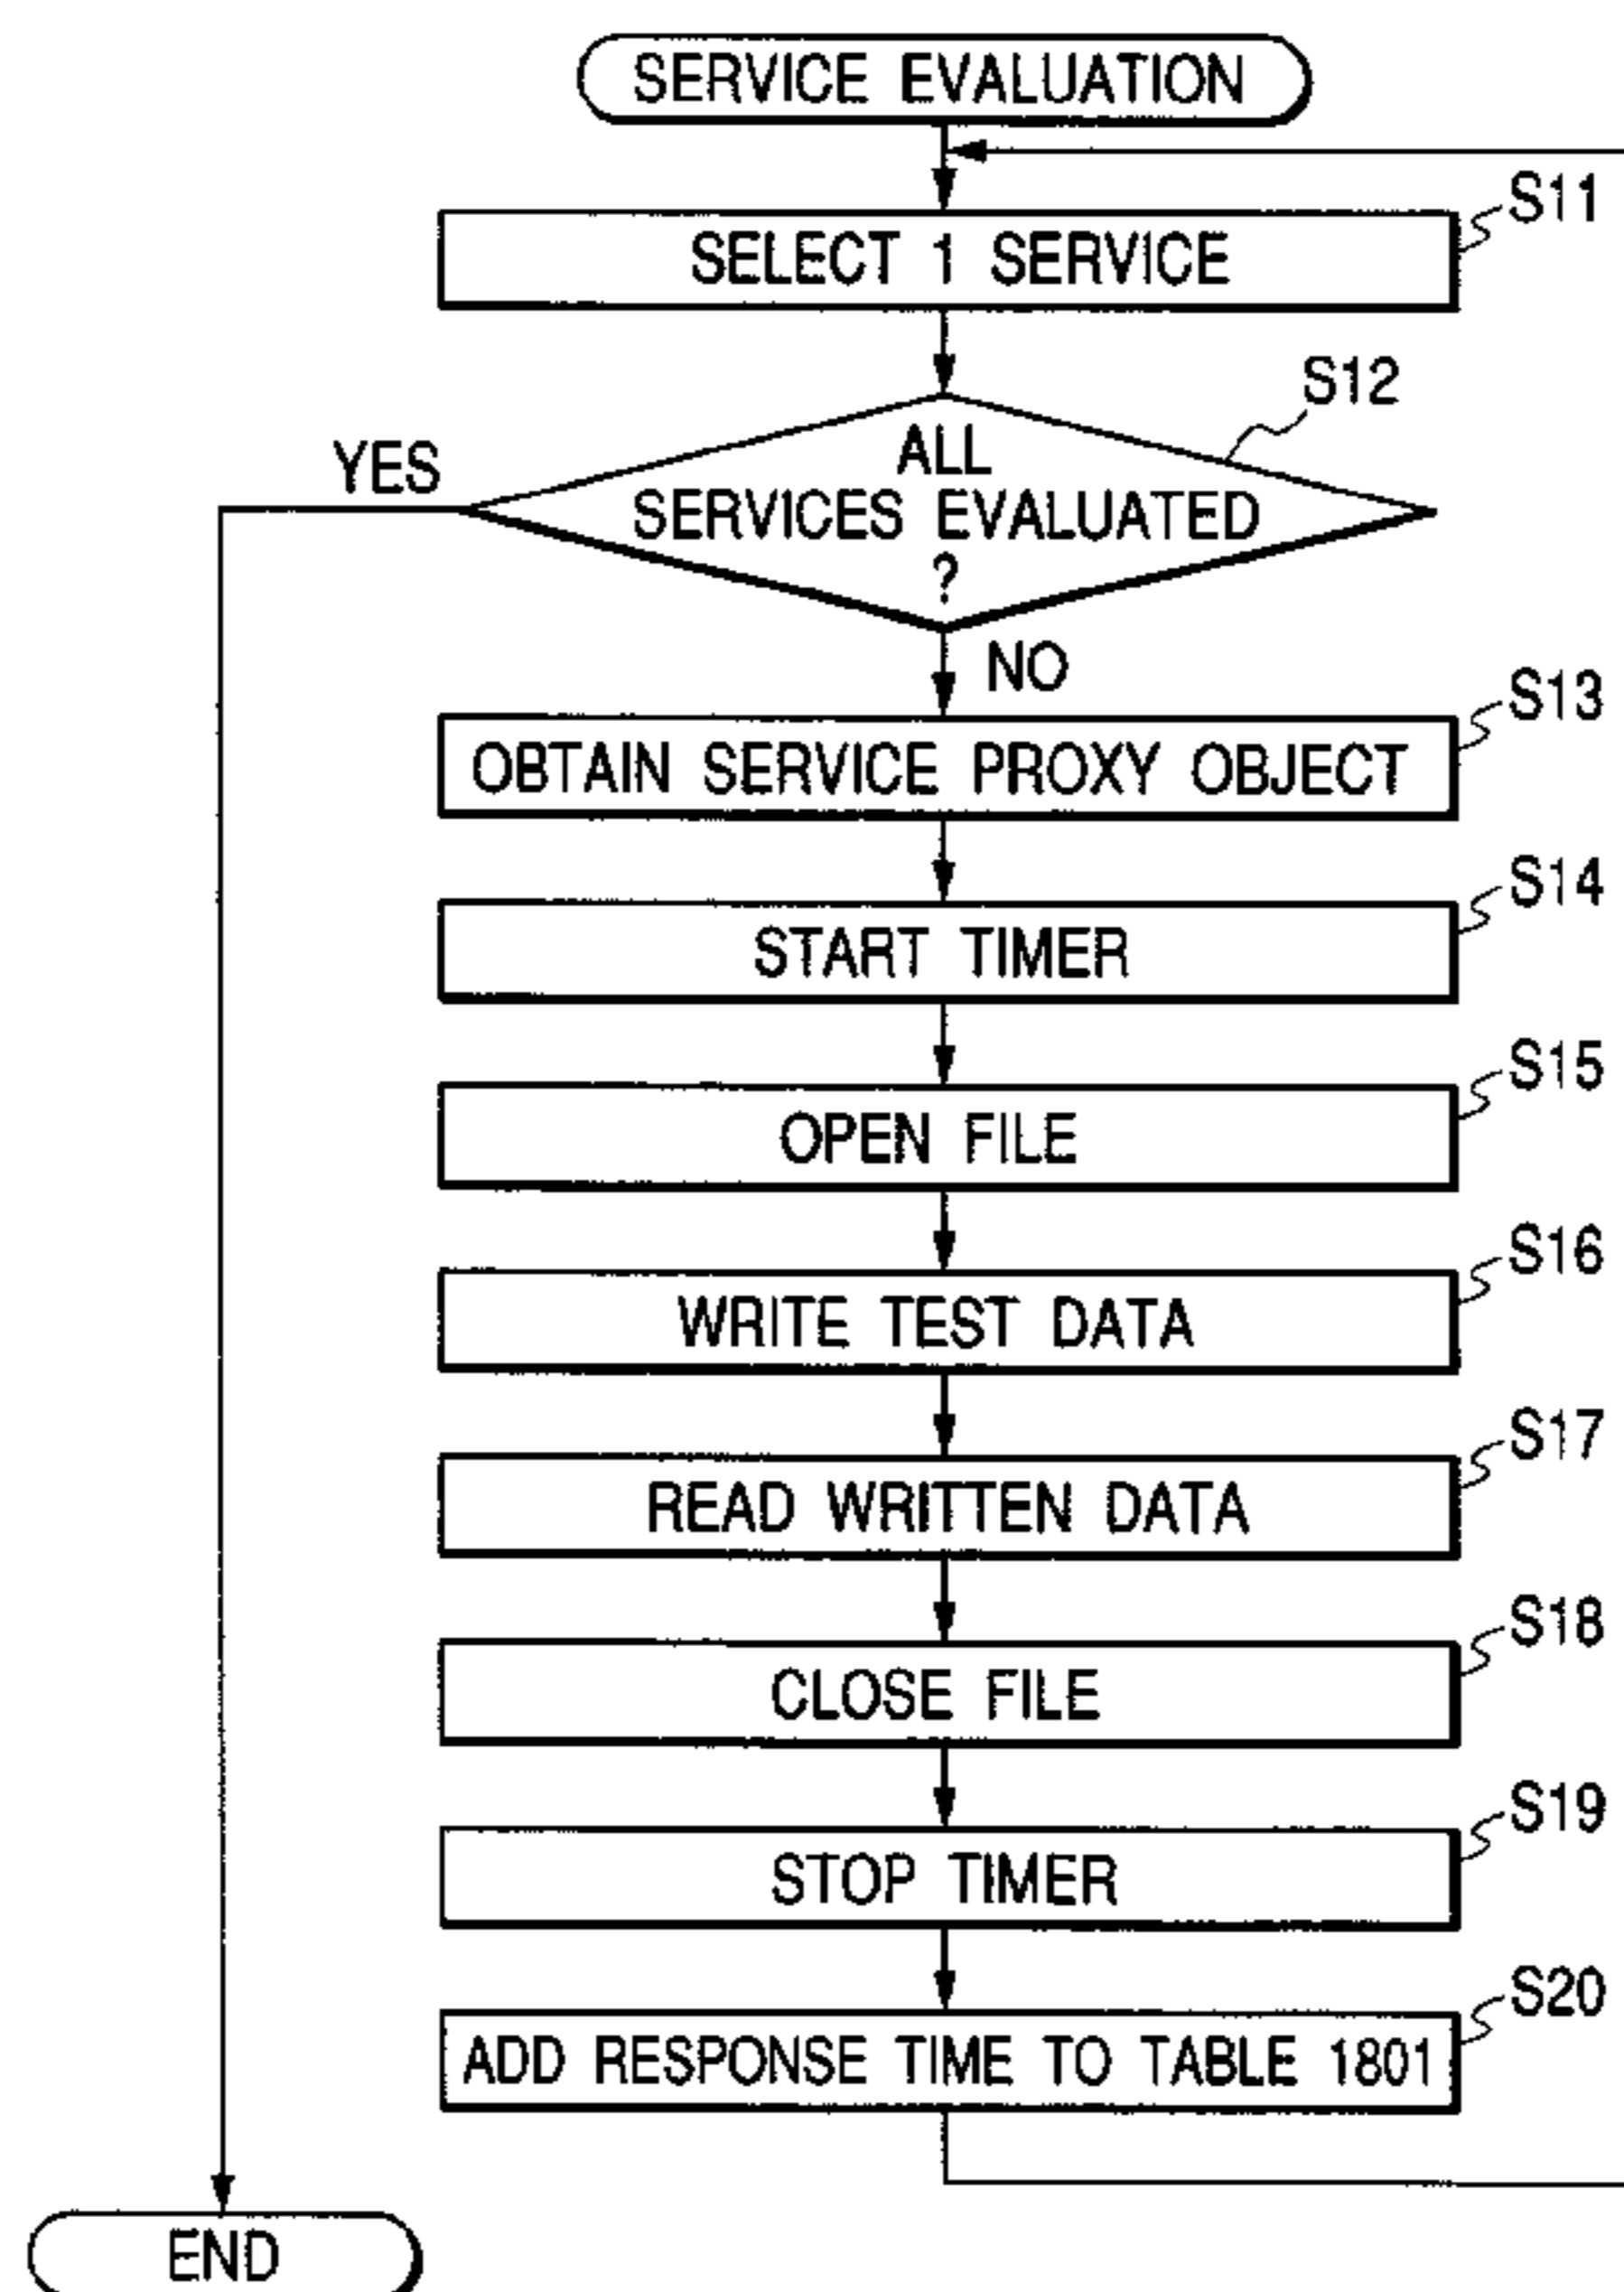 SERVICE EVALUATION
S11
SELECT 1 SERVICE
S12
YES
ALL
SERVICES EVALUATED
?
NO
S13
OBTAIN SERVICE PROXY OBJECT
S14
START TIMER
S15
OPEN FILE
S16
WRITE TEST DATA
S17
READ WRITTEN DATA
S18
CLOSE FILE
S19
STOP TIMER
S20
ADD RESPONSE TIME TO TABLE 1801
END